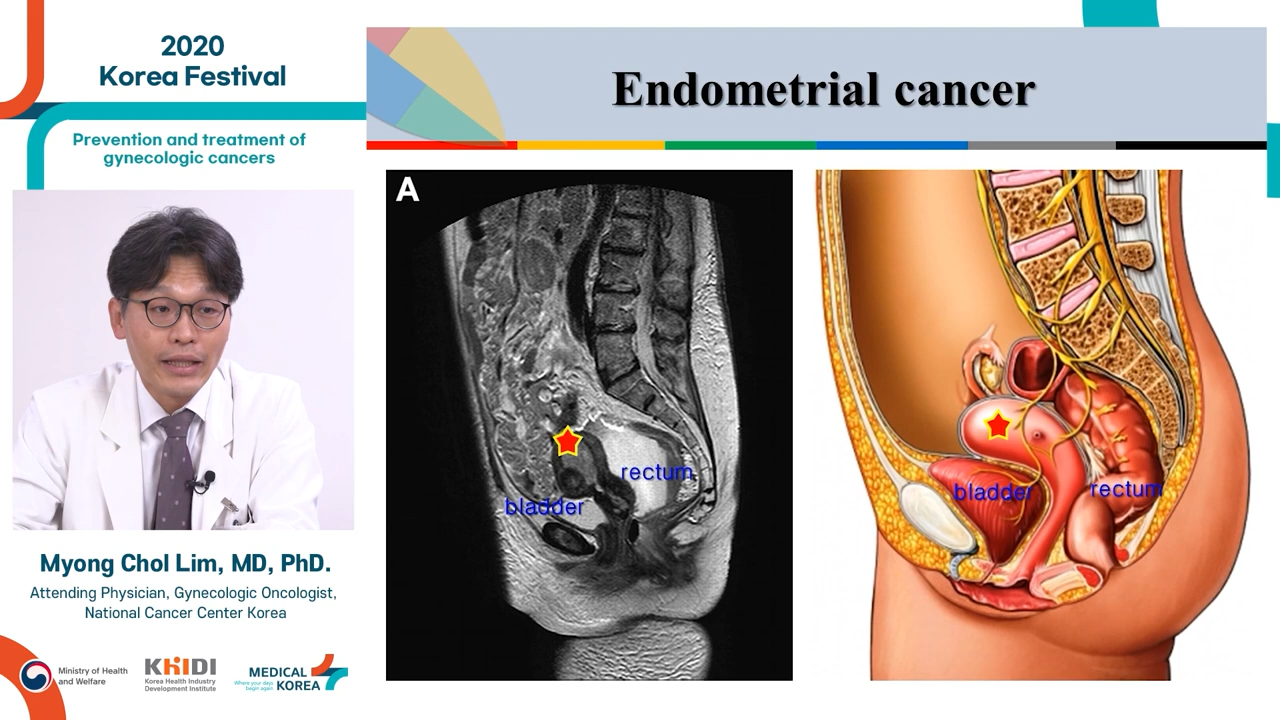 2020
Korea Festival
Prevention and treatment of
gynecologic cancers
Myong Chol Lim, MD, PhD.
Attending Physician, Gynecologic Oncologist,
National Cancer Center Korea
Ministry of Health
and Welfare
KHIDI
Korea Health Industry
Development Institute
MEDICAL
KOREA
Where your days
begin again
Endometrial cancer
A
rectum
bladder
bladder
rectum